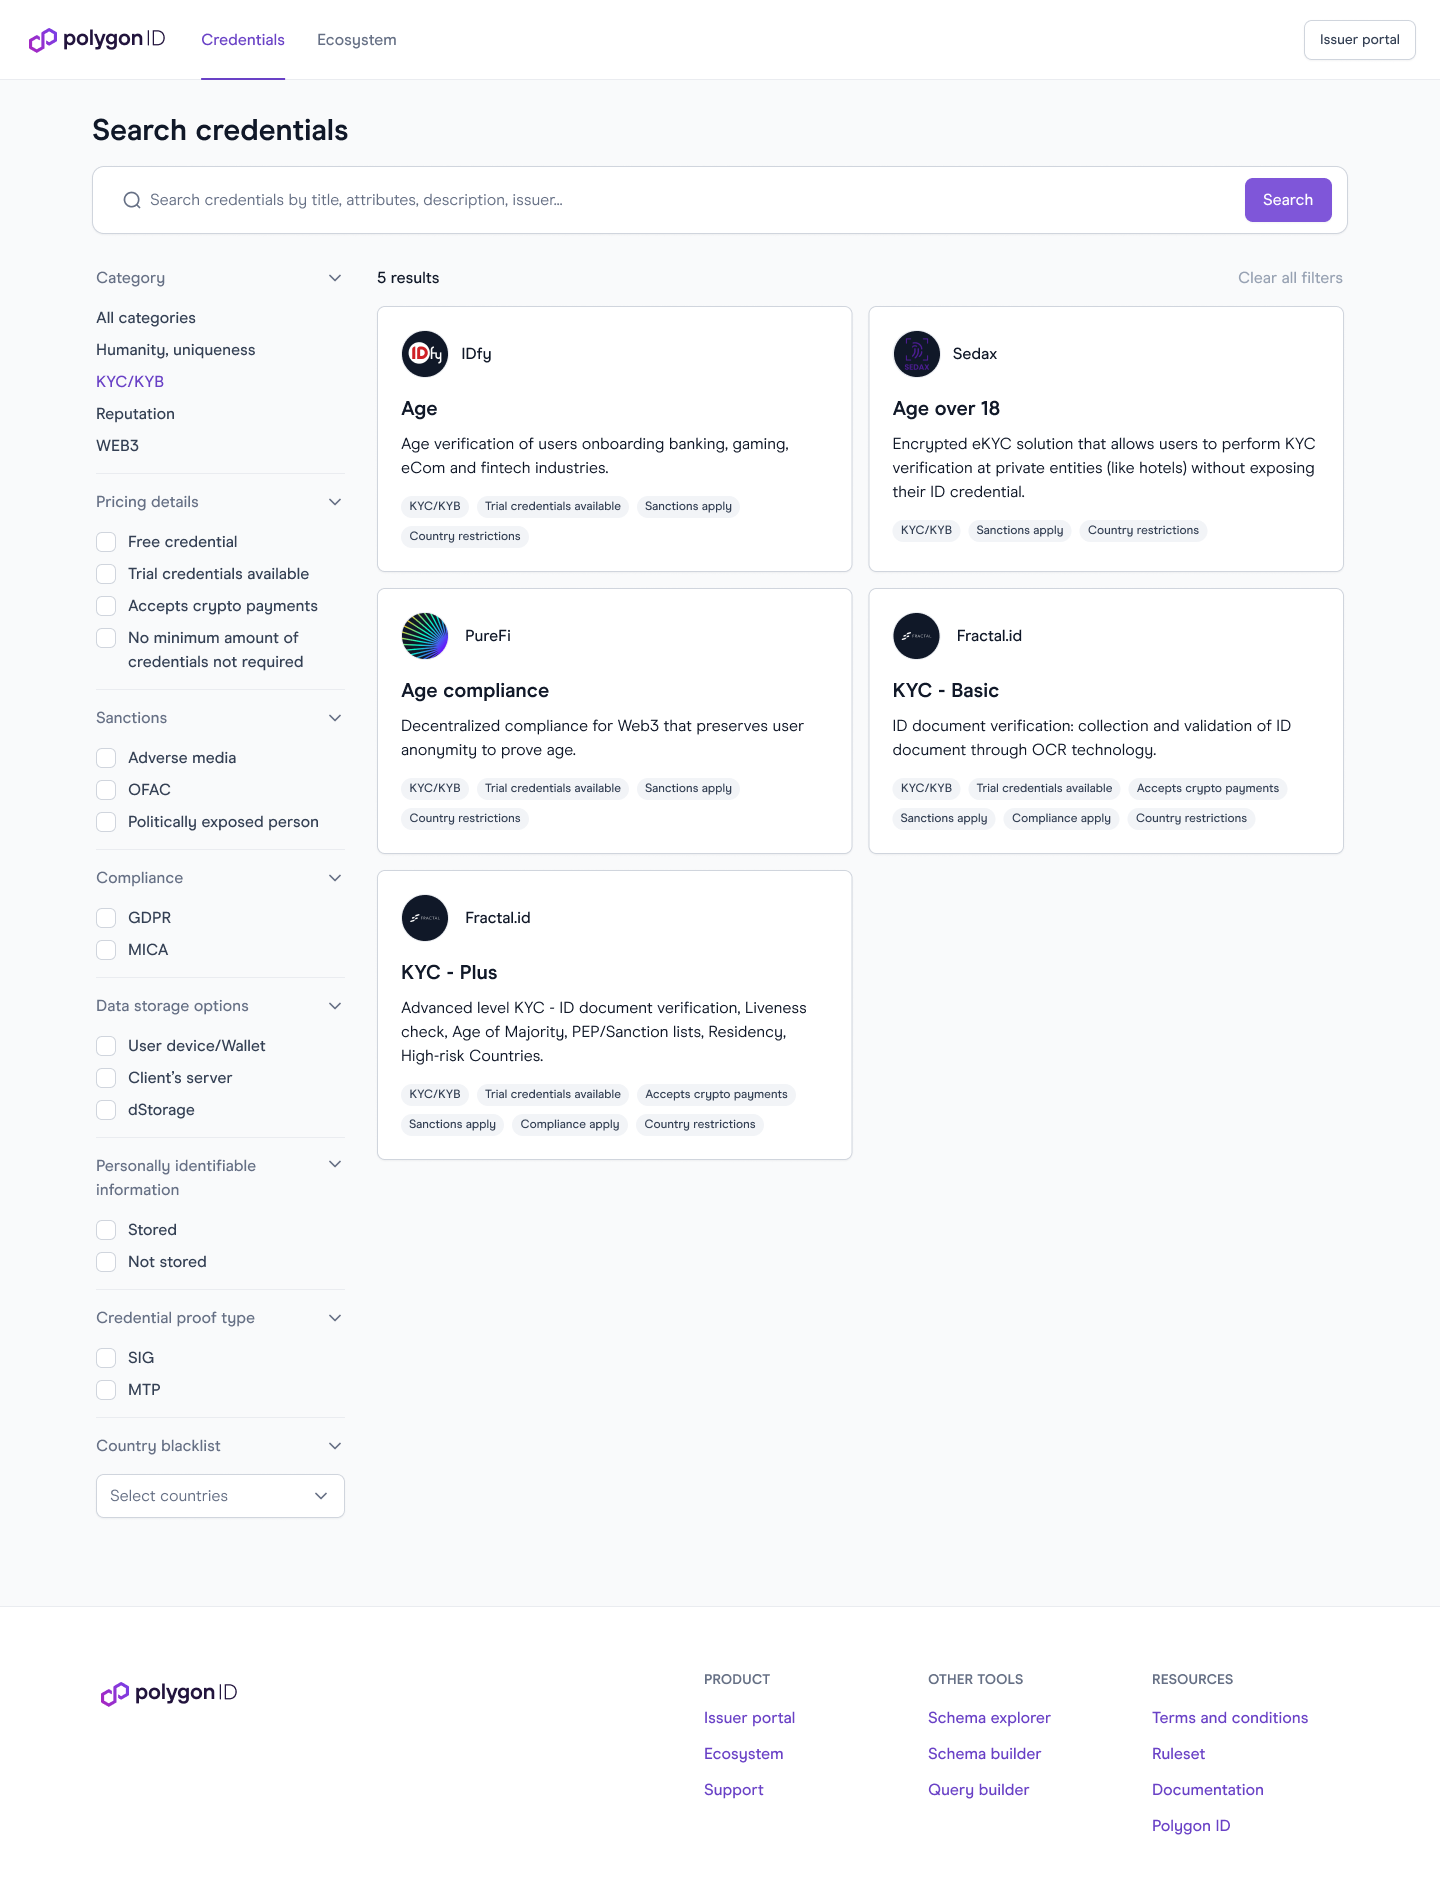 polygon ID
Credentials
Ecosystem
Issuer portal
Search credentials
Search credentials by title, attributes, description, issuer...
Search
Category
All categories
Humanity, uniqueness
KYC/KYB
Reputation
WEB3
Pricing details
Free credential
Trial credentials available
Accepts crypto payments
No minimum amount of
credentials not required
Sanctions
Adverse media
OFAC
Politically exposed person
Compliance
GDPR
MICA
Data storage options
User device/Wallet
Client's server
dStorage
Personally identifiable
information
Stored
Not stored
Credential proof type
SIG
MTP
Country blacklist
Select countries
5 results
Clear all filters
IDfy
IDfy
Age
Age verification of users onboarding banking, gaming,
eCom and fintech industries.
KYC/KYB Trial credentials available Sanctions apply
Country restrictions
SEDAX
Sedax
Age over 18
Encrypted eKYC solution that allows users to perform KYC
verification at private entities (like hotels) without exposing
their ID credential.
KYC/KYB Sanctions apply Country restrictions
PureFi
Age compliance
Decentralized compliance for Web3 that preserves user
anonymity to prove age.
KYC/KYB Trial credentials available Sanctions apply
Country restrictions
FRACTAL
Fractal.id
KYC - Basic
ID document verification: collection and validation of ID
document through OCR technology.
KYC/KYB Trial credentials available Accepts crypto payments
Sanctions apply Compliance apply Country restrictions
FRACTAL
Fractal.id
KYC - Plus
Advanced level KYC - ID document verification, Liveness
check, Age of Majority, PEP/Sanction lists, Residency,
High-risk Countries.
KYC/KYB Trial credentials available Accepts crypto payments
Sanctions apply Compliance apply Country restrictions
polygon ID
PRODUCT
Issuer portal
Ecosystem
Support
OTHER TOOLS
Schema explorer
Schema builder
Query builder
RESOURCES
Terms and conditions
Ruleset
Documentation
Polygon ID